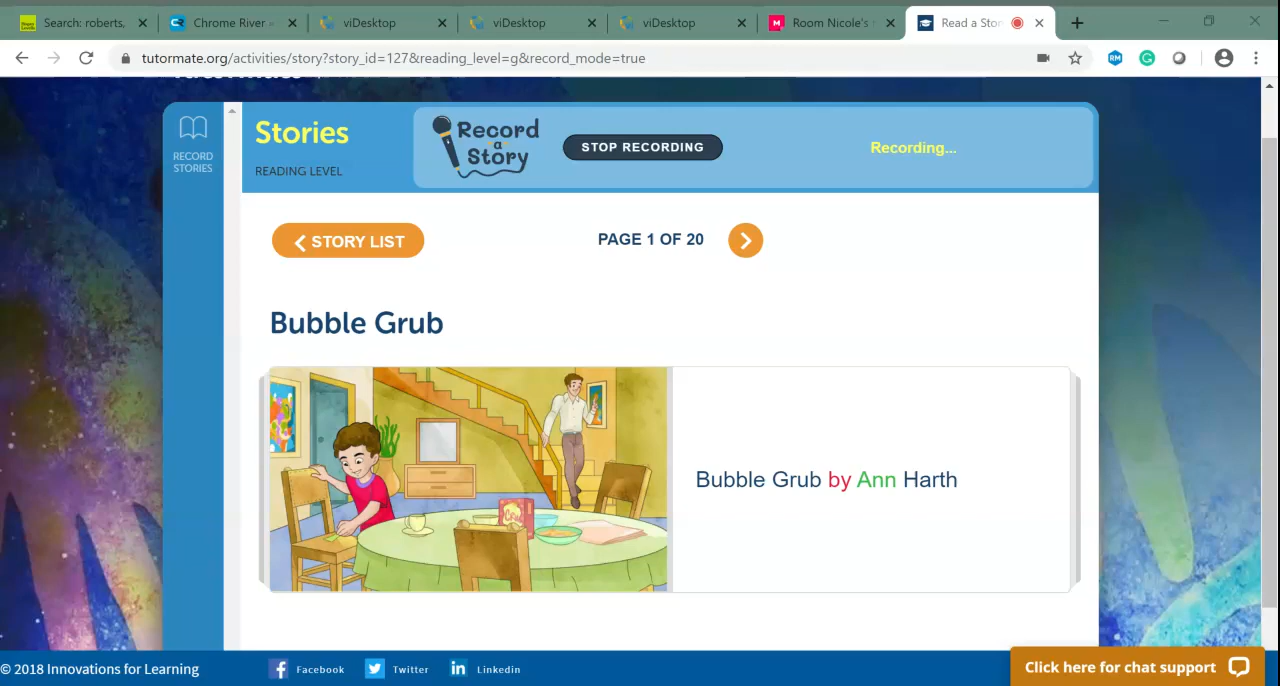 Search: roberts,
Chrome River
viDesktop
viDesktop
viDesktop
Room Nicole's
Read a Stor
tutormate.org/activities/story?story_id=127&reading_level=g&record_mode=true
RECORD
STORIES
Stories
READING LEVEL
Record
a
Story
STOP RECORDING
Recording...
STORY LIST
PAGE 1 OF 20
Bubble Grub
Bubble Grub by Ann Harth
© 2018 Innovations for Learning
Facebook
Twitter
Linkedin
Click here for chat support